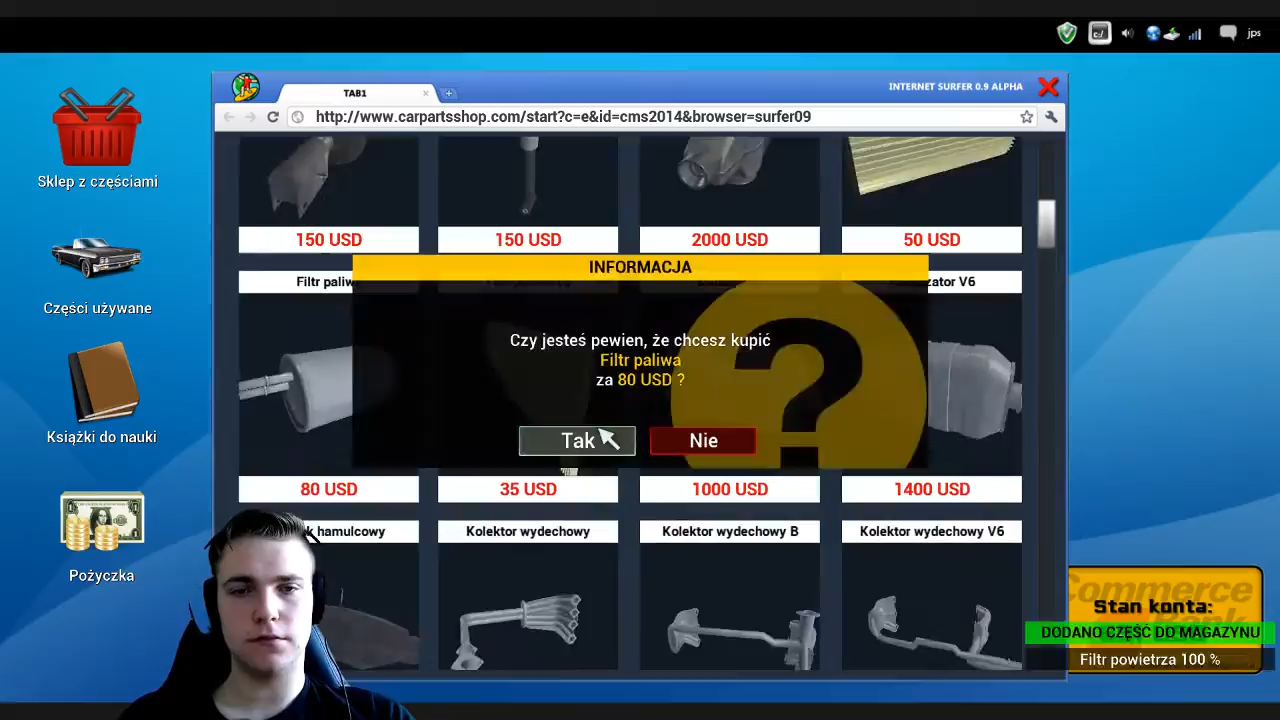 jps
INTERNET SURFER 0.9 ALPHA
TAB1
http://www.carpartsshop.com/start?c=e&id=cms2014&browser=surfer09
Sklep z częściami
Części używane
Książki do nauki
Pożyczka
150 USD
150 USD
2000 USD
50 USD
Filtr paliw
zator V6
INFORMACJA
Czy jesteś pewien, że chcesz kupić
Filtr paliwa
za 80 USD ?
Tak
Nie
80 USD
35 USD
1000 USD
1400 USD
k hamulcowy
Kolektor wydechowy
Kolektor wydechowy B
Kolektor wydechowy V6
Commerce
Stan konta:
DODANO CZĘŚĆ DO MAGAZYNU
Filtr powietrza 100 %